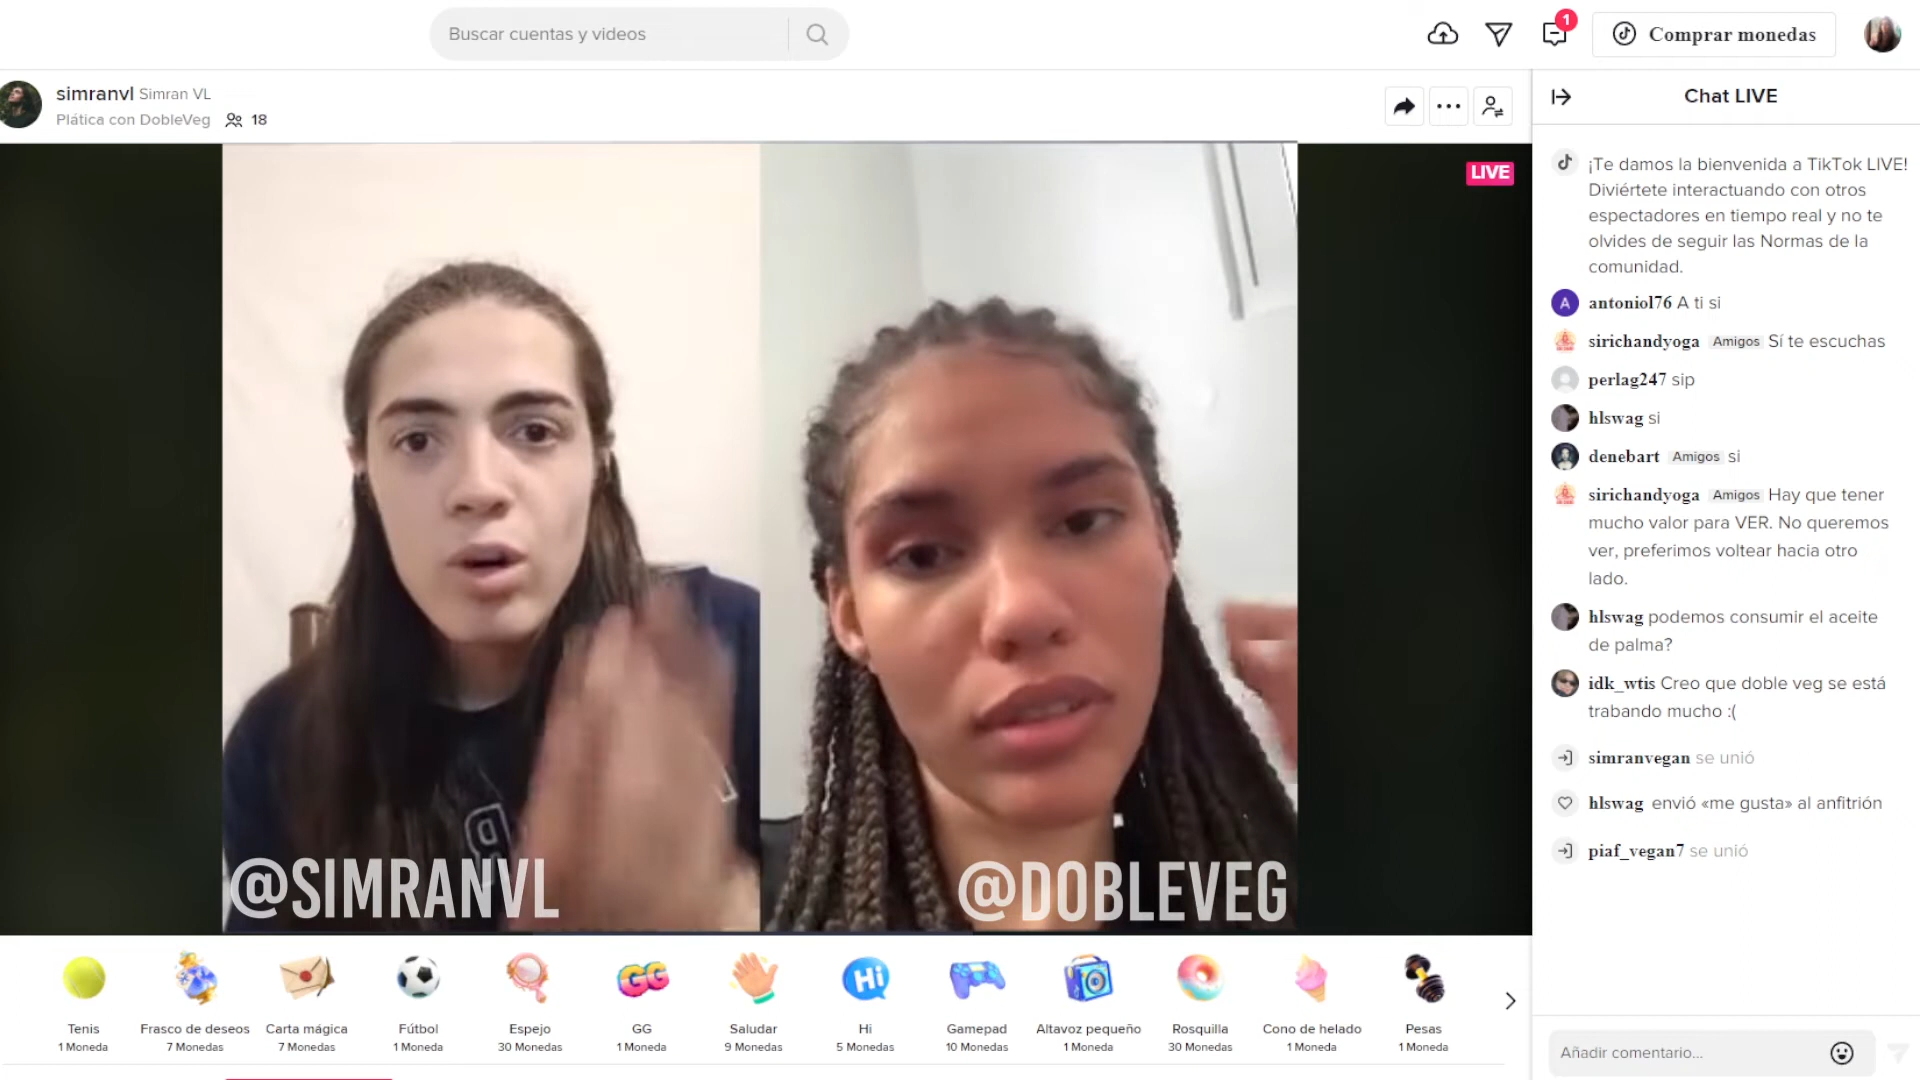 Buscar cuentas y videos
1
Comprar monedas
simranvl Simran VL
Plática con DobleVeg 18
LIVE
@SIMRANVL
@DOBLEVEG
Tenis
1 Moneda
Frasco de deseos
7 Monedas
Carta mágica
7 Monedas
Fútbol
1 Moneda
Espejo
30 Monedas
GG
GG
1 Moneda
Saludar
9 Monedas
Hi
Hi
5 Monedas
Gamepad
10 Monedas
Altavoz pequeño
1 Moneda
Rosquilla
30 Monedas
Cono de helado
1 Moneda
Pesas
1 Moneda
Chat LIVE
¡Te damos la bienvenida a TikTok LIVE!
Diviértete interactuando con otros
espectadores en tiempo real y no te
olvides de seguir las Normas de la
comunidad.
A
antoniol76 A ti si
sirichandyoga Amigos Sí te escuchas
perlag247 sip
hlswag si
denebart Amigos si
sirichandyoga Amigos Hay que tener
mucho valor para VER. No queremos
ver, preferimos voltear hacia otro
lado.
hlswag podemos consumir el aceite
de palma?
idk_wtis Creo que doble veg se está
trabando mucho :(
simranvegan se unió
hlswag envió «me gusta» al anfitrión
piaf_vegan7 se unió
Añadir comentario...